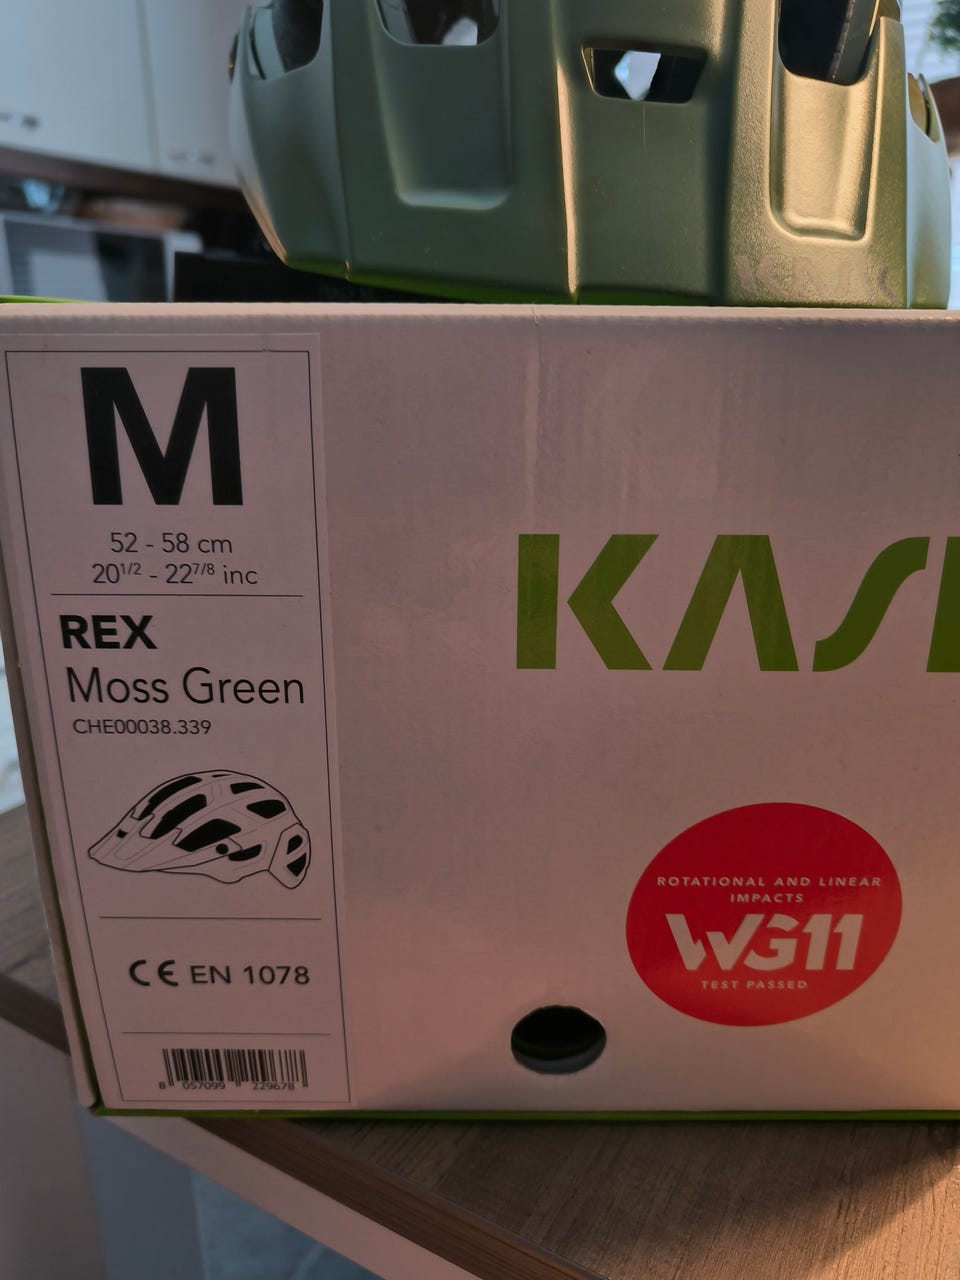 M
52 - 58 cm
20 1/2 - 22 7/8 inc
REX
Moss Green
CHE00038.339
CE EN 1078
8 057099 229678
KAS
ROTATIONAL AND LINEAR
IMPACTS
WG11
TEST PASSED